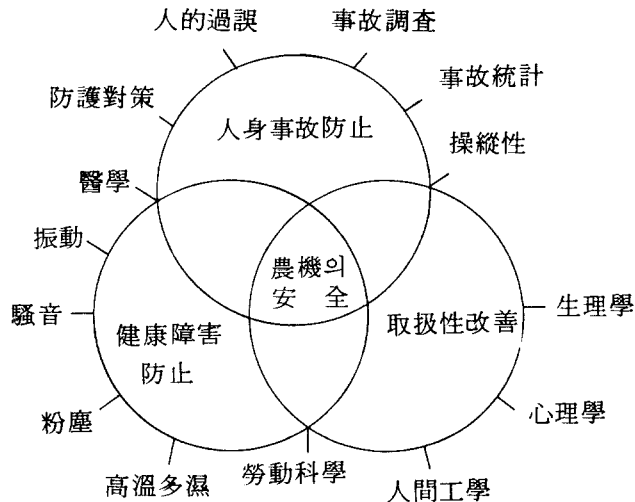 人的過誤
事故調査
事故統計
防護對策
人身事故防止
操縱性
醫學
振動
農機의
安 全
騷音
生理學
健康障害
防止
取扱性改善
粉塵
心理學
高溫多濕
勞動科學
人間工學